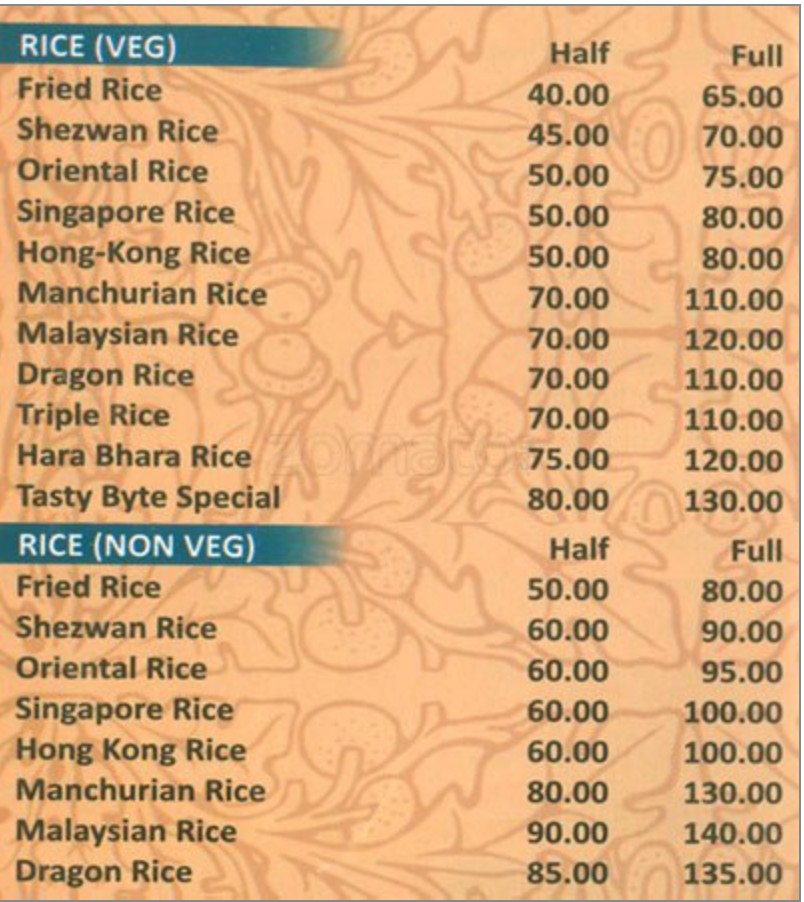 RICE (VEG) Half Full
Fried Rice 40.00 65.00
Shezwan Rice 45.00 70.00
Oriental Rice 50.00 75.00
Singapore Rice 50.00 80.00
Hong-Kong Rice 50.00 80.00
Manchurian Rice 70.00 110.00
Malaysian Rice 70.00 120.00
Dragon Rice 70.00 110.00
Triple Rice 70.00 110.00
Hara Bhara Rice 75.00 120.00
zomato
Tasty Byte Special 80.00 130.00
RICE (NON VEG) Half Full
Fried Rice 50.00 80.00
Shezwan Rice 60.00 90.00
Oriental Rice 60.00 95.00
Singapore Rice 60.00 100.00
Hong Kong Rice 60.00 100.00
Manchurian Rice 80.00 130.00
Malaysian Rice 90.00 140.00
Dragon Rice 85.00 135.00